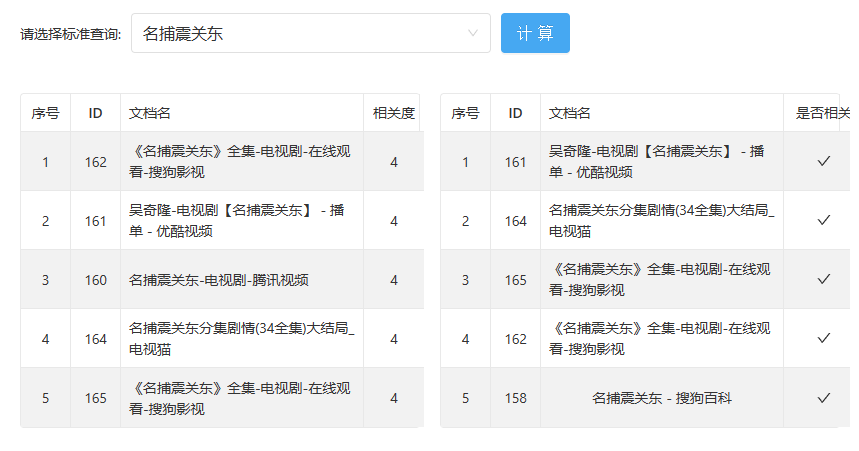 请选择标准查询:
名捕震关东
计 算
序号 ID 文档名 相关度
1 162 《名捕震关东》全集-电视剧-在线观
看-搜狗影视 4
2 161 吴奇隆-电视剧【名捕震关东】 - 播
单 - 优酷视频 4
3 160 名捕震关东-电视剧-腾讯视频 4
4 164 名捕震关东分集剧情(34全集)大结局_
电视猫 4
5 165 《名捕震关东》全集-电视剧-在线观
看-搜狗影视 4
序号 ID 文档名 是否相关
1 161 吴奇隆-电视剧【名捕震关东】 - 播
单 - 优酷视频 ✓
2 164 名捕震关东分集剧情(34全集)大结局_
电视猫 ✓
3 165 《名捕震关东》全集-电视剧-在线观
看-搜狗影视 ✓
4 162 《名捕震关东》全集-电视剧-在线观
看-搜狗影视 ✓
5 158 名捕震关东 - 搜狗百科 ✓